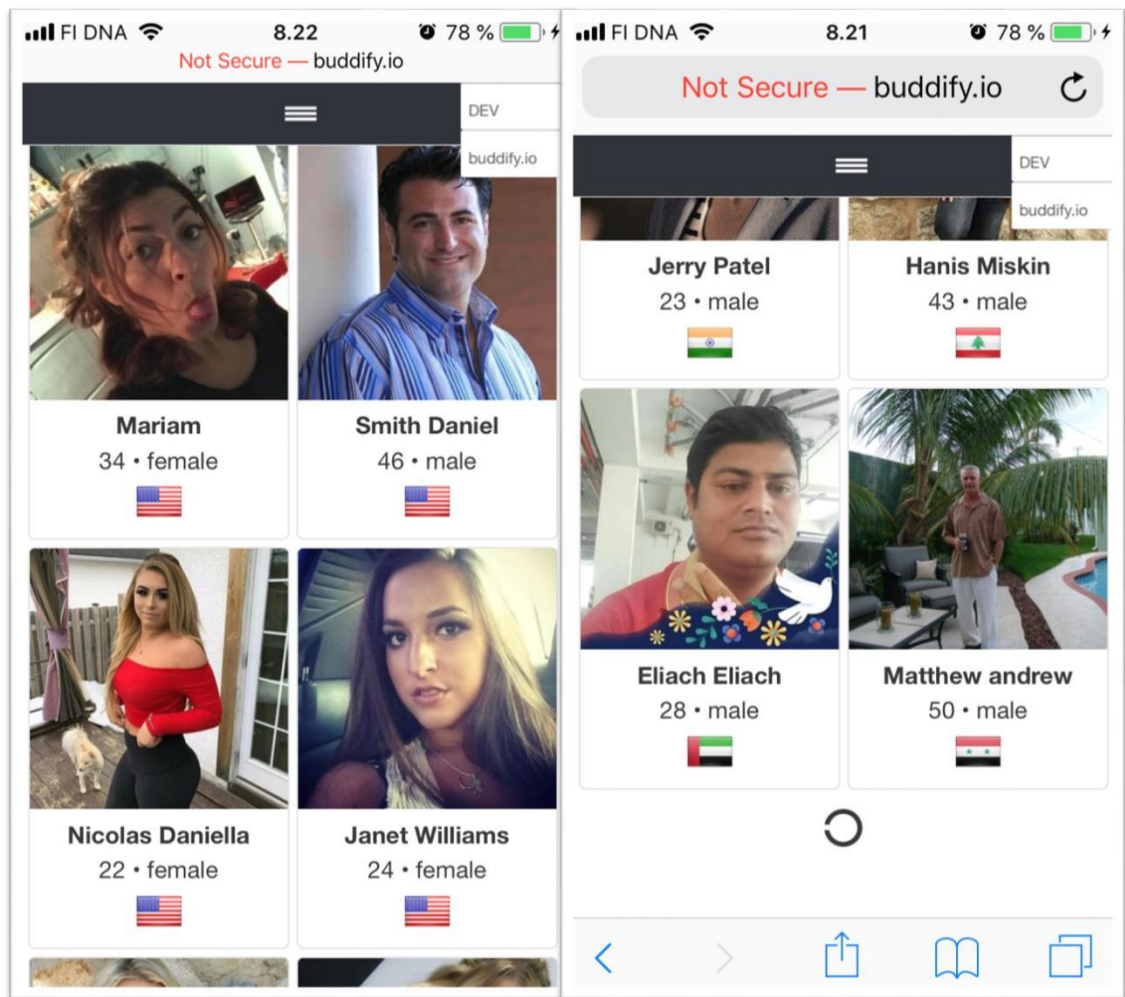 FI DNA 8.22 78 %
Not Secure — buddify.io
DEV
buddify.io
Mariam
34 • female
Smith Daniel
46 • male
Nicolas Daniella
22 • female
Janet Williams
24 • female
FI DNA 8.21 78 %
Not Secure — buddify.io
DEV
buddify.io
Jerry Patel
23 • male
Hanis Miskin
43 • male
Eliach Eliach
28 • male
Matthew andrew
50 • male